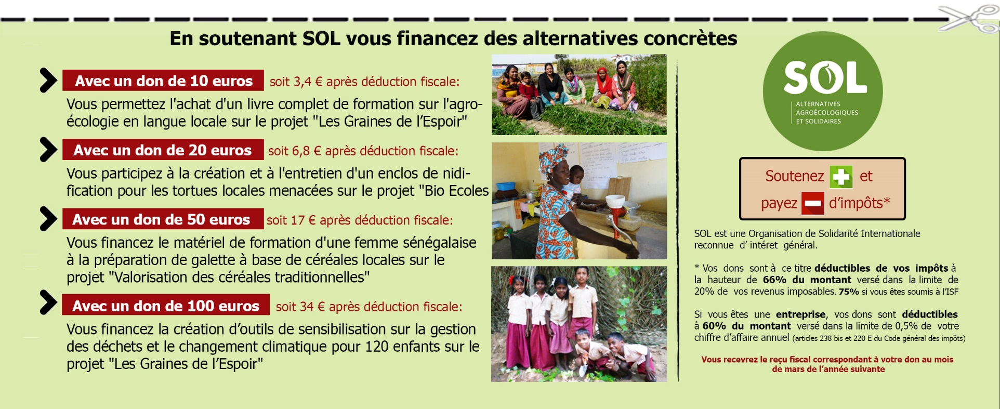 En soutenant SOL vous financez des alternatives concrètes
Avec un don de 10 euros soit 3,4 € après déduction fiscale:
Vous permettez l'achat d'un livre complet de formation sur l'agro-
écologie en langue locale sur le projet "Les Graines de l’Espoir"
Avec un don de 20 euros soit 6,8 € après déduction fiscale:
Vous participez à la création et à l'entretien d'un enclos de nidi-
fication pour les tortues locales menacées sur le projet "Bio Ecoles
Avec un don de 50 euros soit 17 € après déduction fiscale:
Vous financez le matériel de formation d'une femme sénégalaise
à la préparation de galette à base de céréales locales sur le
projet "Valorisation des céréales traditionnelles"
Avec un don de 100 euros soit 34 € après déduction fiscale:
Vous financez la création d’outils de sensibilisation sur la gestion
des déchets et le changement climatique pour 120 enfants sur le
projet "Les Graines de l’Espoir"
SOL
ALTERNATIVES
AGROÉCOLOGIQUES
ET SOLIDAIRES
Soutenez + et
payez - d’impôts*
SOL est une Organisation de Solidarité Internationale
reconnue d’ intéret général.
* Vos dons sont à ce titre déductibles de vos impôts à
la hauteur de 66% du montant versé dans la limite de
20% de vos revenus imposables. 75% si vous êtes soumis à l’ISF
Si vous êtes une entreprise, vos dons sont déductibles
à 60% du montant versé dans la limite de 0,5% de votre
chiffre d’affaire annuel (articles 238 bis et 220 E du Code général des impôts)
Vous recevrez le reçu fiscal correspondant à votre don au mois
de mars de l’année suivante